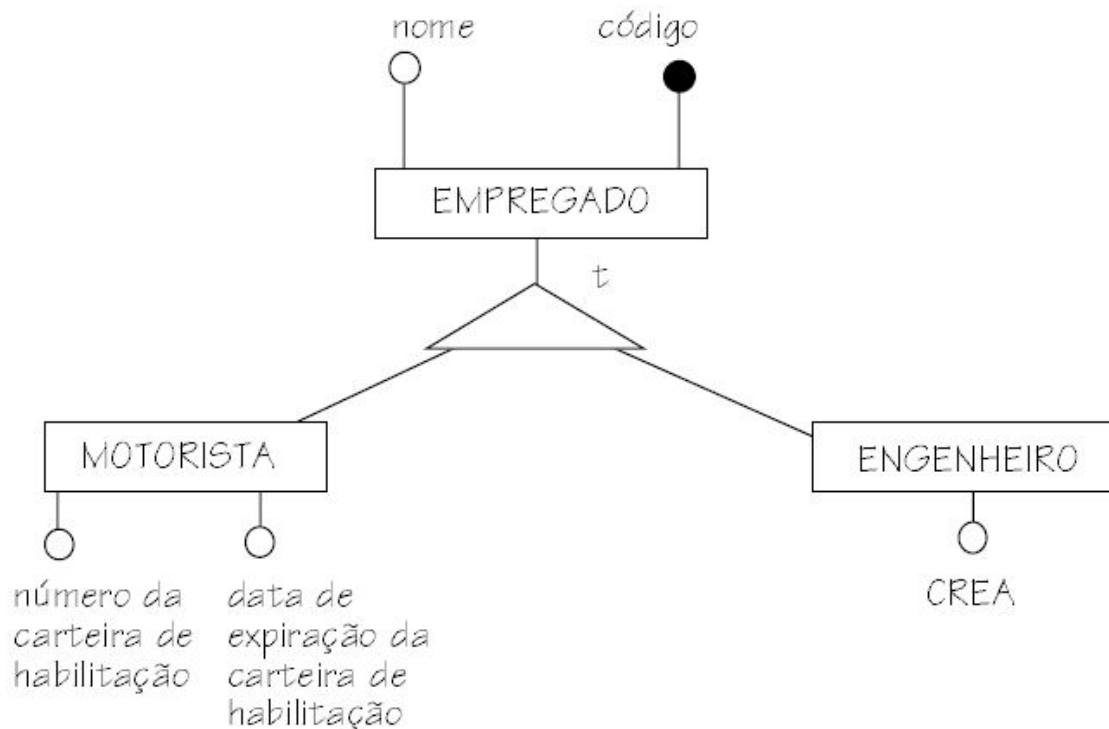 nome
código
EMPREGADO
t
MOTORISTA
ENGENHEIRO
número da
carteira de
habilitação
data de
expiração da
carteira de
habilitação
CREA